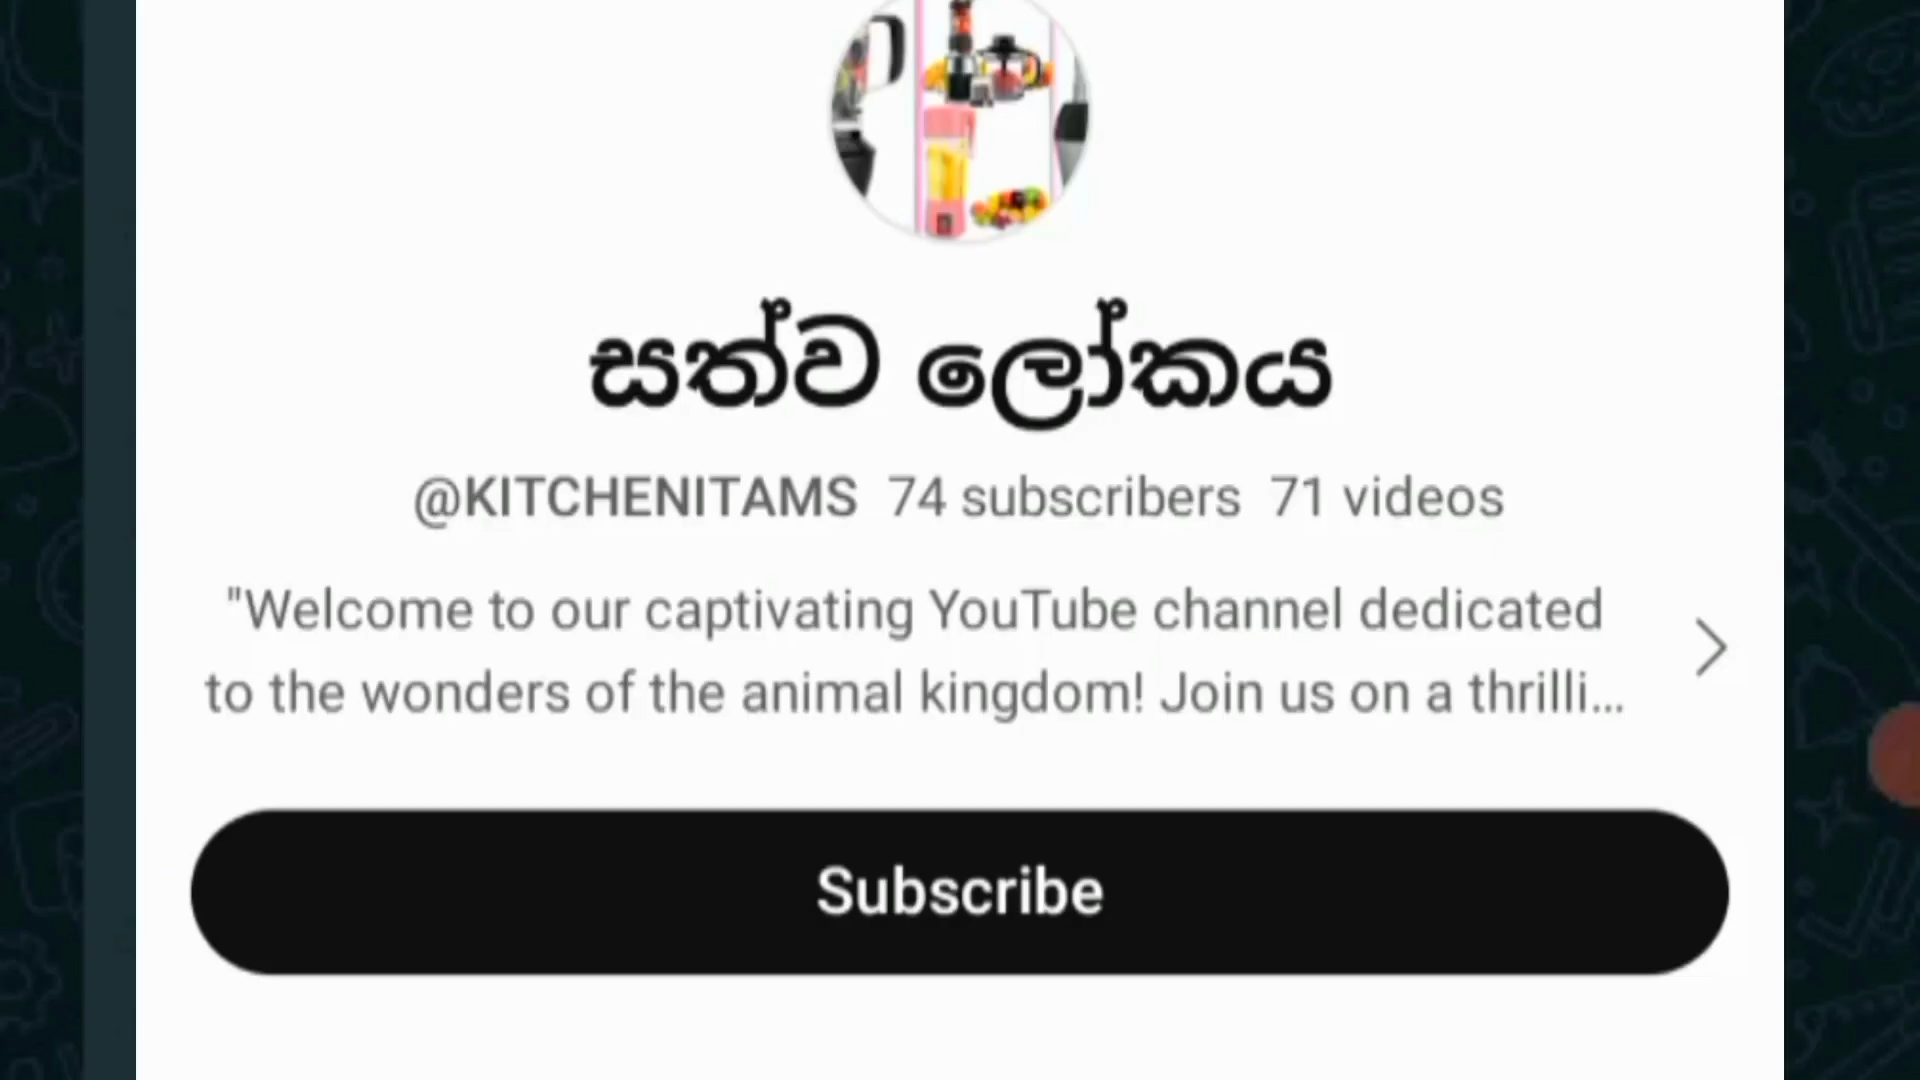 සත්ව ලෝකය
@KITCHENITAMS 74 subscribers 71 videos
"Welcome to our captivating YouTube channel dedicated
to the wonders of the animal kingdom! Join us on a thrilli...
Subscribe